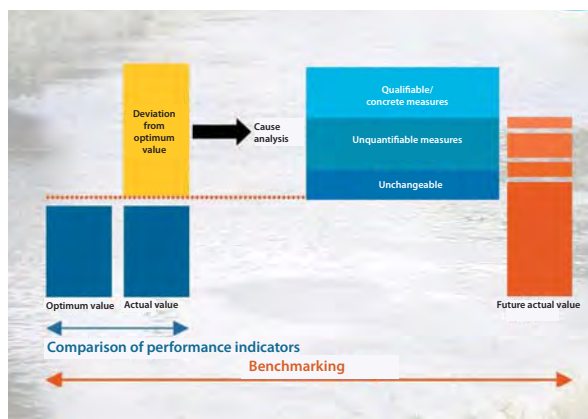 Deviation
from
optimum
value
Cause
analysis
Qualifiable/
concrete measures
Unquantifiable measures
Unchangeable
Optimum value
Actual value
Future actual value
Comparison of performance indicators
Benchmarking